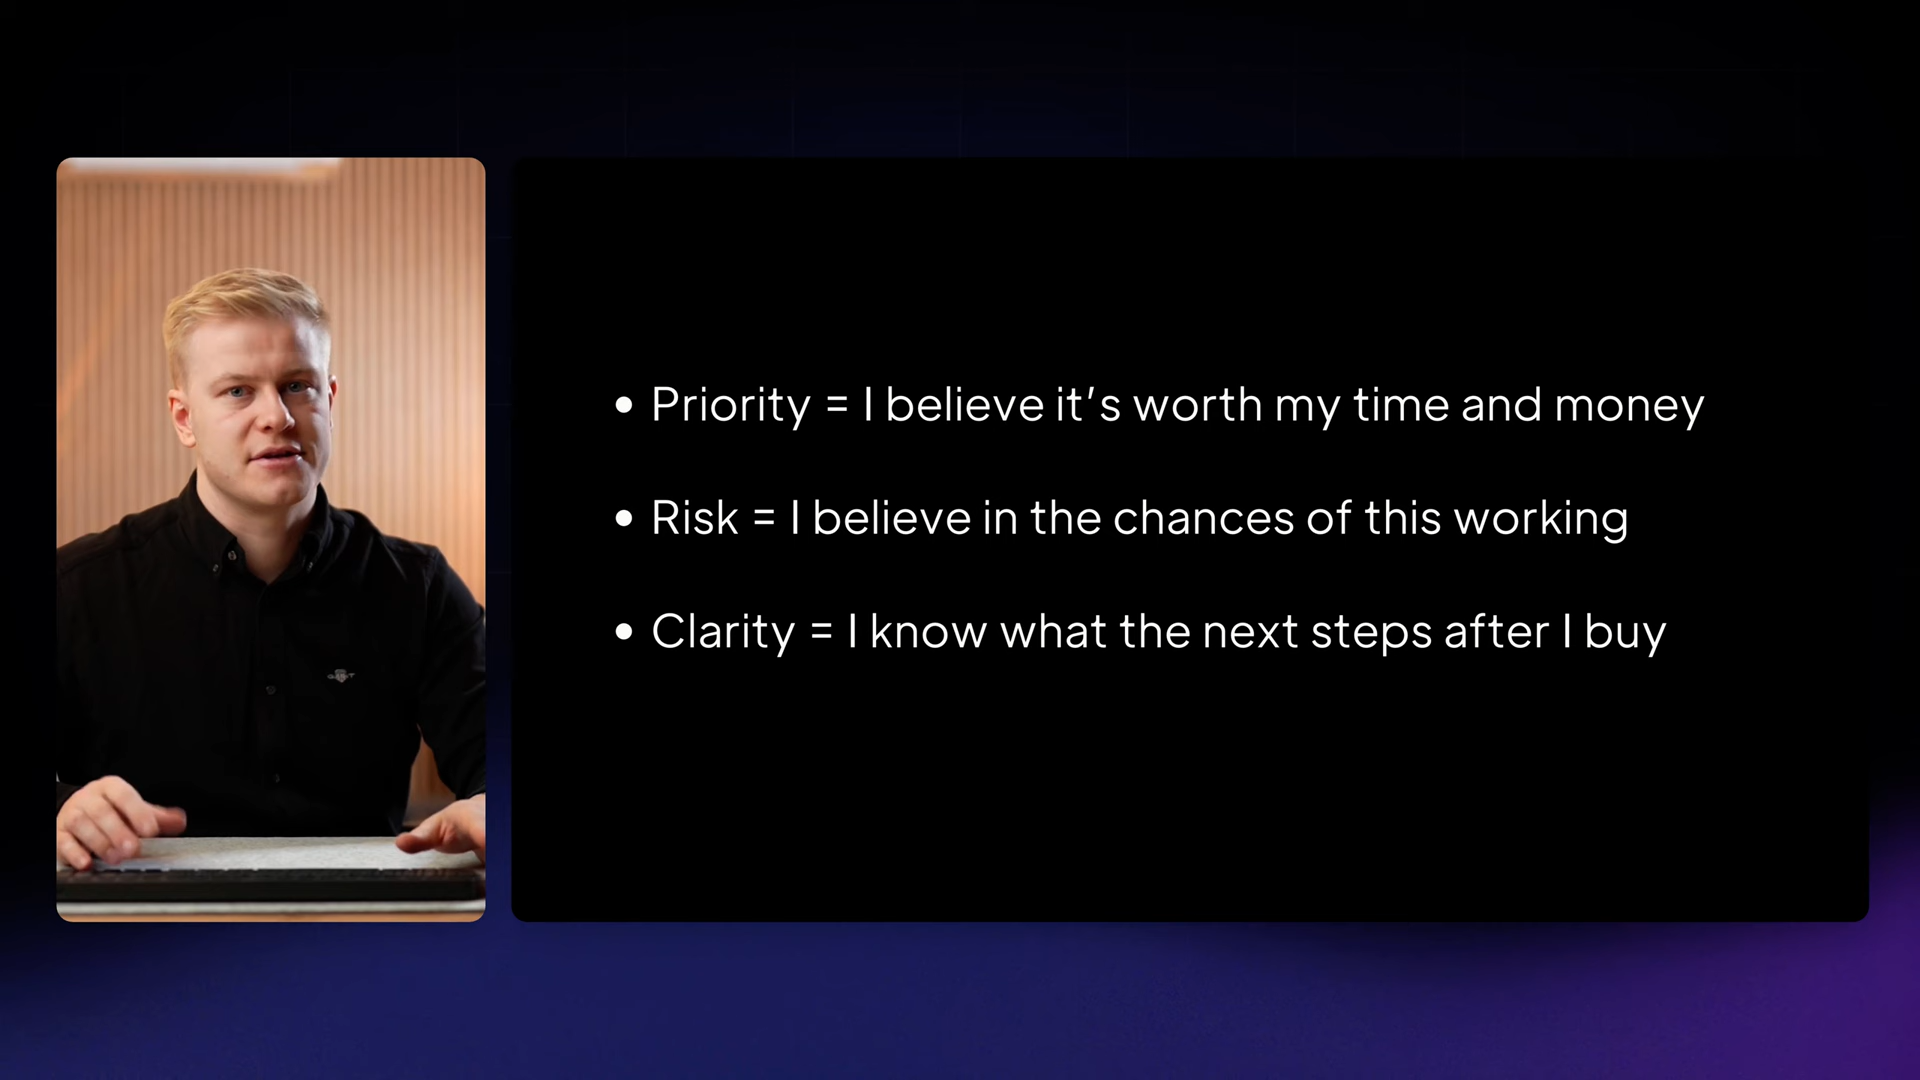 • Priority = I believe it's worth my time and money
• Risk = I believe in the chances of this working
• Clarity = I know what the next steps after I buy